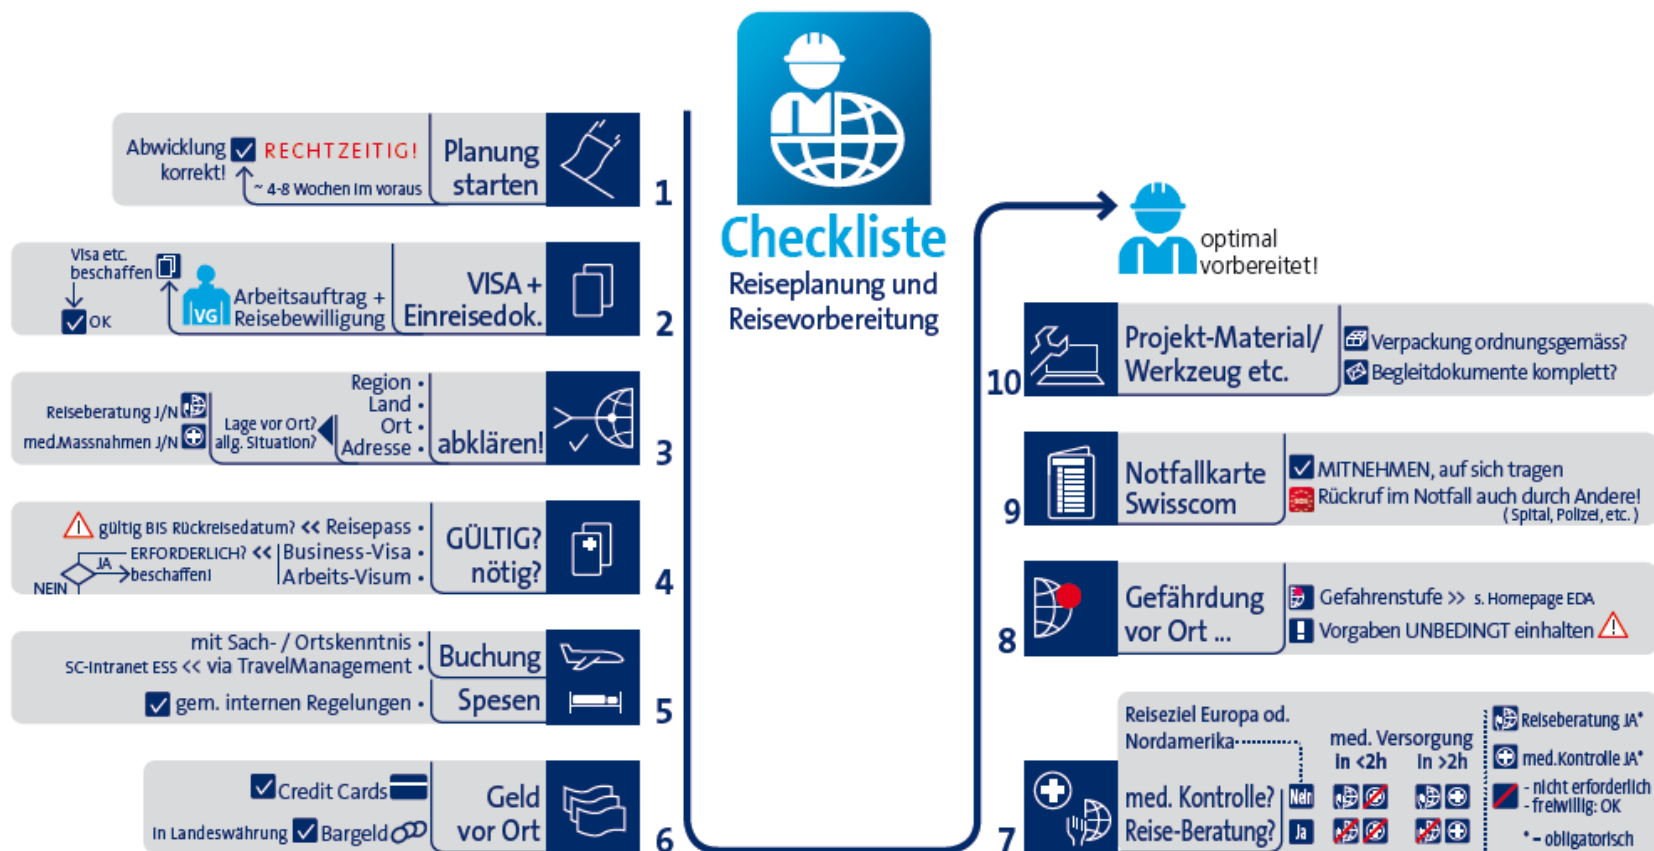 Checkliste
Reiseplanung und
Reisevorbereitung
Abwicklung
korrekt!
RECHTZEITIG!
~ 4-8 Wochen im voraus
Planung
starten
1
Visa etc.
beschaffen
OK
VG
Arbeitsauftrag +
Reisebewilligung
VISA +
Einreisedok.
2
Reiseberatung J/N
med.Massnahmen J/N
Lage vor Ort?
allg. Situation?
Region •
Land •
Ort •
Adresse •
abklären!
3
gültig BIS Rückreisedatum? << Reisepass •
ERFORDERLICH? << Business-Visa •
Arbeits-Visum •
JA
beschaffen!
NEIN
GÜLTIG?
nötig?
4
mit Sach- / Ortskenntnis •
SC-Intranet ESS << via TravelManagement •
Buchung
gem. internen Regelungen •
Spesen
5
Credit Cards
in Landeswährung
Bargeld
Geld
vor Ort
6
Reiseziel Europa od.
Nordamerika
med. Versorgung
in <2h in >2h
med. Kontrolle?
Reise-Beratung?
Nein
Ja
Reiseberatung JA*
med.Kontrolle JA*
- nicht erforderlich
- freiwillig: OK
* = obligatorisch
7
Gefährdung
vor Ort ...
Gefahrenstufe >> s. Homepage EDA
Vorgaben UNBEDINGT einhalten
8
Notfallkarte
Swisscom
MITNEHMEN, auf sich tragen
SOS
Rückruf im Notfall auch durch Andere!
( Spital, Polizei, etc. )
9
Projekt-Material/
Werkzeug etc.
Verpackung ordnungsgemäss?
Begleitdokumente komplett?
10
optimal
vorbereitet!